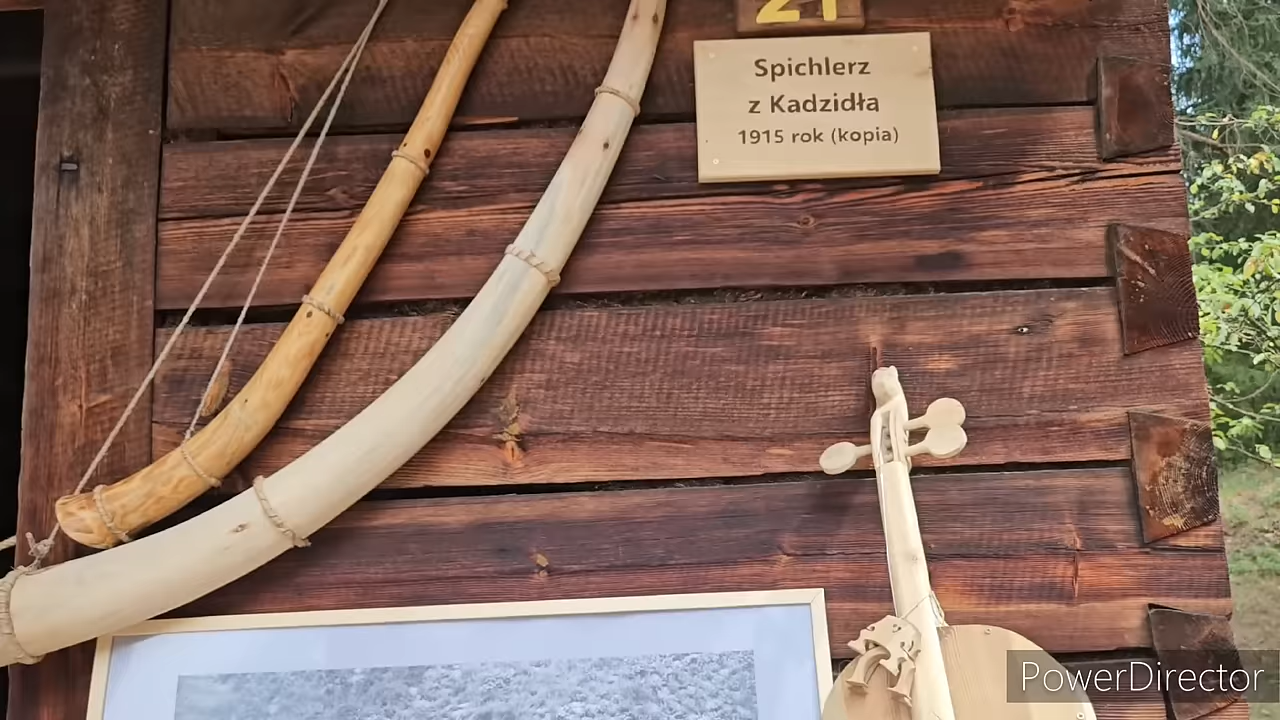 21
Spichlerz
z Kadzidła
1915 rok (kopia)
PowerDirector